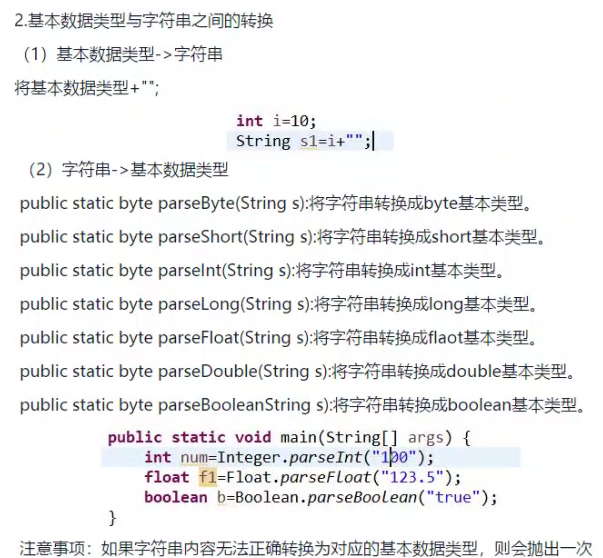 2.基本数据类型与字符串之间的转换
（1）基本数据类型->字符串
将基本数据类型+"";
int i=10;
String s1=i+"";
（2）字符串->基本数据类型
public static byte parseByte(String s):将字符串转换成byte基本类型。
public static byte parseShort(String s):将字符串转换成short基本类型。
public static byte parseInt(String s):将字符串转换成int基本类型。
public static byte parseLong(String s):将字符串转换成long基本类型。
public static byte parseFloat(String s):将字符串转换成flaot基本类型。
public static byte parseDouble(String s):将字符串转换成double基本类型。
public static byte parseBooleanString s):将字符串转换成boolean基本类型。
public static void main(String[] args) {
int num=Integer.parseInt("100");
float f1=Float.parseFloat("123.5");
boolean b=Boolean.parseBoolean("true");
}
注意事项：如果字符串内容无法正确转换为对应的基本数据类型，则会抛出一次